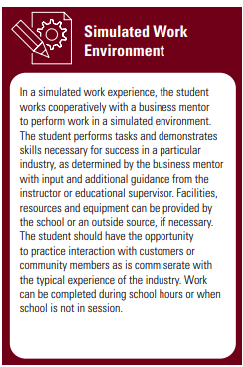 Simulated Work
Environment
In a simulated work experience, the student
works cooperatively with a business mentor
to perform work in a simulated environment.
The student performs tasks and demonstrates
skills necessary for success in a particular
industry, as determined by the business mentor
with input and additional guidance from the
instructor or educational supervisor. Facilities,
resources and equipment can be provided by
the school or an outside source, if necessary.
The student should have the opportunity
to practice interaction with customers or
community members as is commserate with
the typical experience of the industry. Work
can be completed during school hours or when
school is not in session.